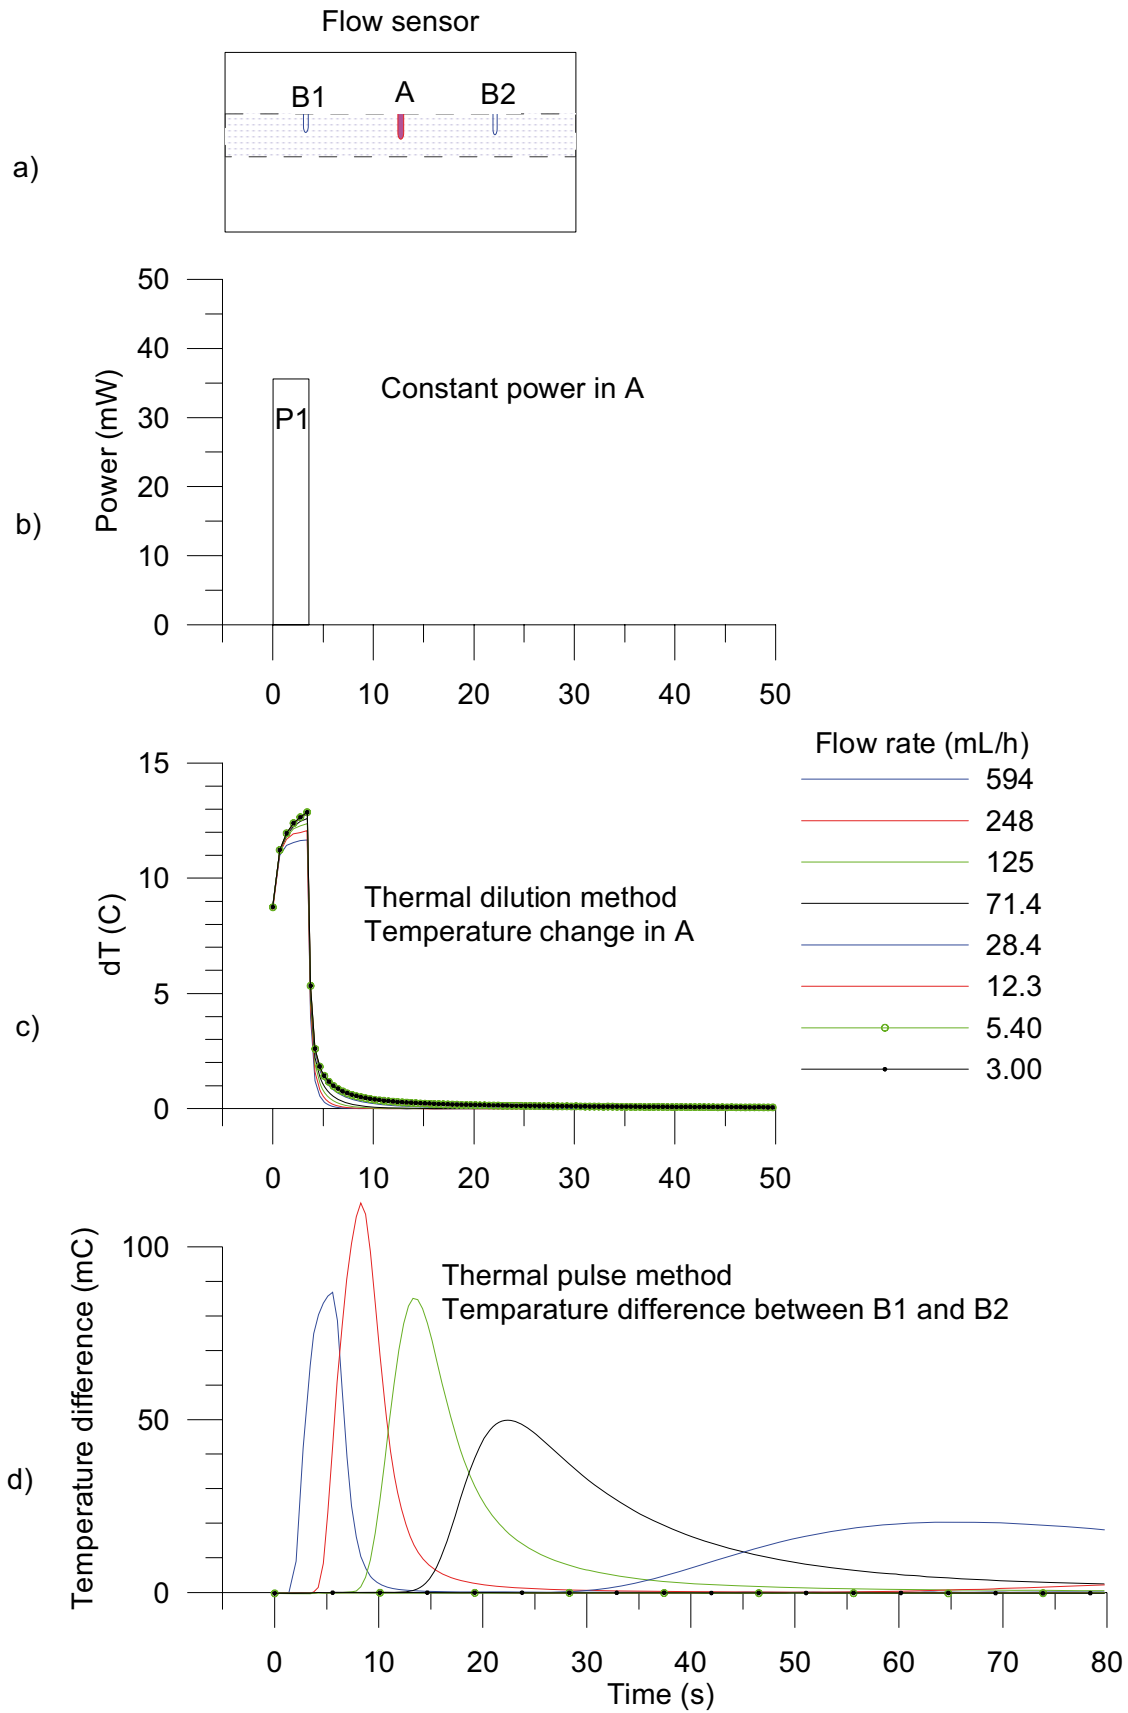 Flow sensor
B1 A B2
a)
50
40
30
20
10
0
Power (mW)
Constant power in A
P1
b)
0 10 20 30 40 50
Flow rate (mL/h)
594
248
125
71.4
28.4
12.3
5.40
3.00
15
10
5
0
dT (C)
Thermal dilution method
Temperature change in A
c)
0 10 20 30 40 50
100
50
0
Temperature difference (mC)
Thermal pulse method
Temparature difference between B1 and B2
d)
0 10 20 30 40 50 60 70 80
Time (s)